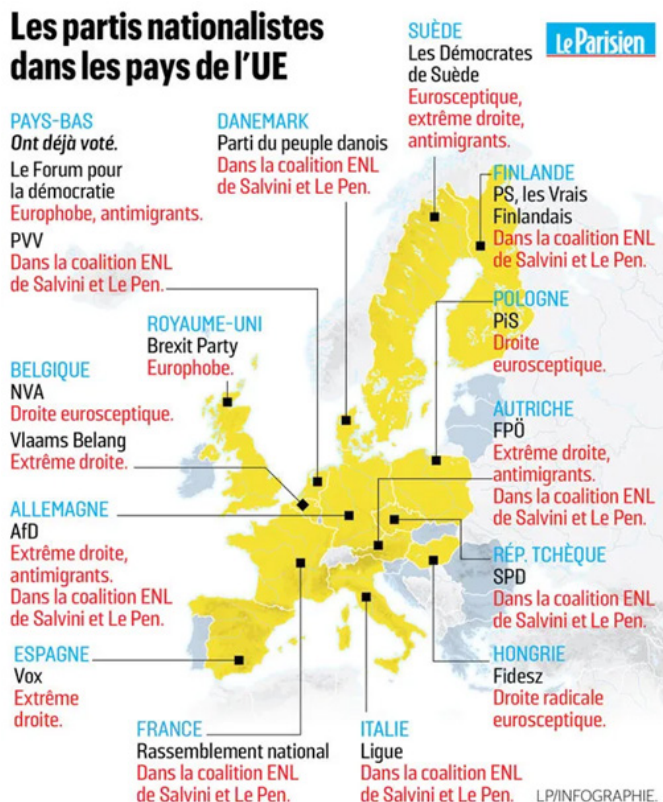 Les partis nationalistes
dans les pays de l'UE
Le Parisien
PAYS-BAS
Ont déjà voté.
Le Forum pour
la démocratie
Europhobe, antimigrants.
PVV
Dans la coalition ENL
de Salvini et Le Pen.
DANEMARK
Parti du peuple danois
Dans la coalition ENL
de Salvini et Le Pen.
SUÈDE
Les Démocrates
de Suède
Eurosceptique,
extrême droite,
antimigrants.
FINLANDE
PS, les Vrais
Finlandais
Dans la coalition ENL
de Salvini et Le Pen.
ROYAUME-UNI
Brexit Party
Europhobe.
POLOGNE
PiS
Droite
eurosceptique.
BELGIQUE
NVA
Droite eurosceptique.
Vlaams Belang
Extrême droite.
AUTRICHE
FPÖ
Extrême droite,
antimigrants.
Dans la coalition ENL
de Salvini et Le Pen.
ALLEMAGNE
AfD
Extrême droite,
antimigrants.
Dans la coalition ENL
de Salvini et Le Pen.
RÉP. TCHÈQUE
SPD
Dans la coalition ENL
de Salvini et Le Pen.
ESPAGNE
Vox
Extrême
droite.
HONGRIE
Fidesz
Droite radicale
eurosceptique.
FRANCE
Rassemblement national
Dans la coalition ENL
de Salvini et Le Pen.
ITALIE
Ligue
Dans la coalition ENL
de Salvini et Le Pen.
LP/INFOGRAPHIE.